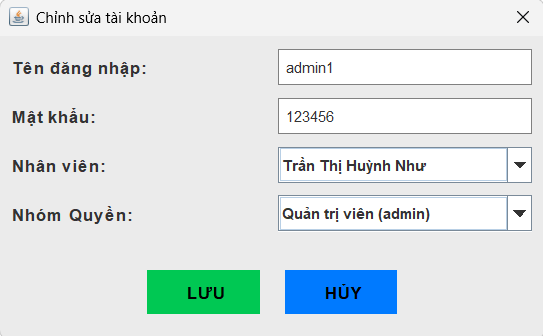 Chỉnh sửa tài khoản
Tên đăng nhập: admin1
Mật khẩu: 123456
Nhân viên: Trần Thị Huỳnh Như
Nhóm Quyền: Quản trị viên (admin)
LƯU HỦY